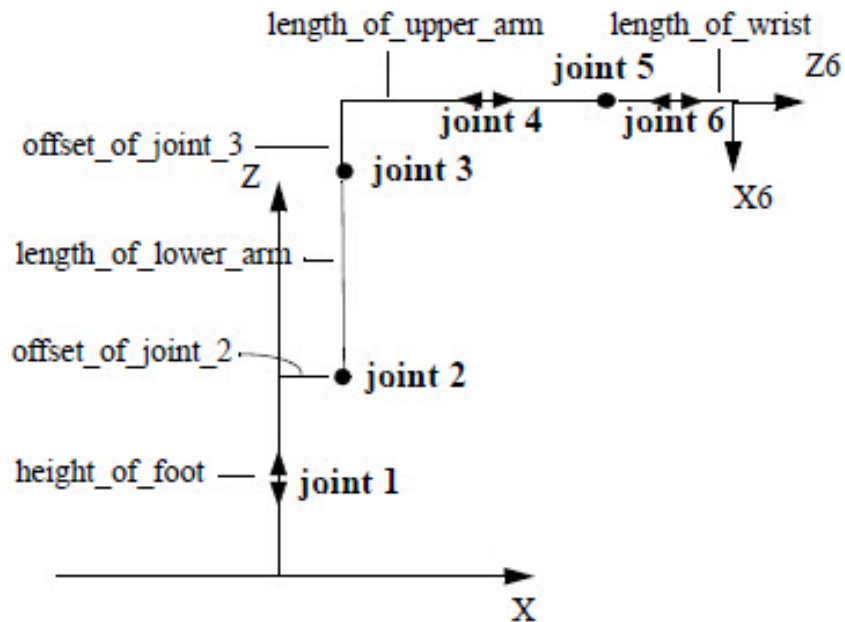 length_of_upper_arm
length_of_wrist
joint 5
Z6
joint 4
joint 6
offset_of_joint_3
Z
joint 3
X6
length_of_lower_arm
offset_of_joint_2
joint 2
height_of_foot
joint 1
X